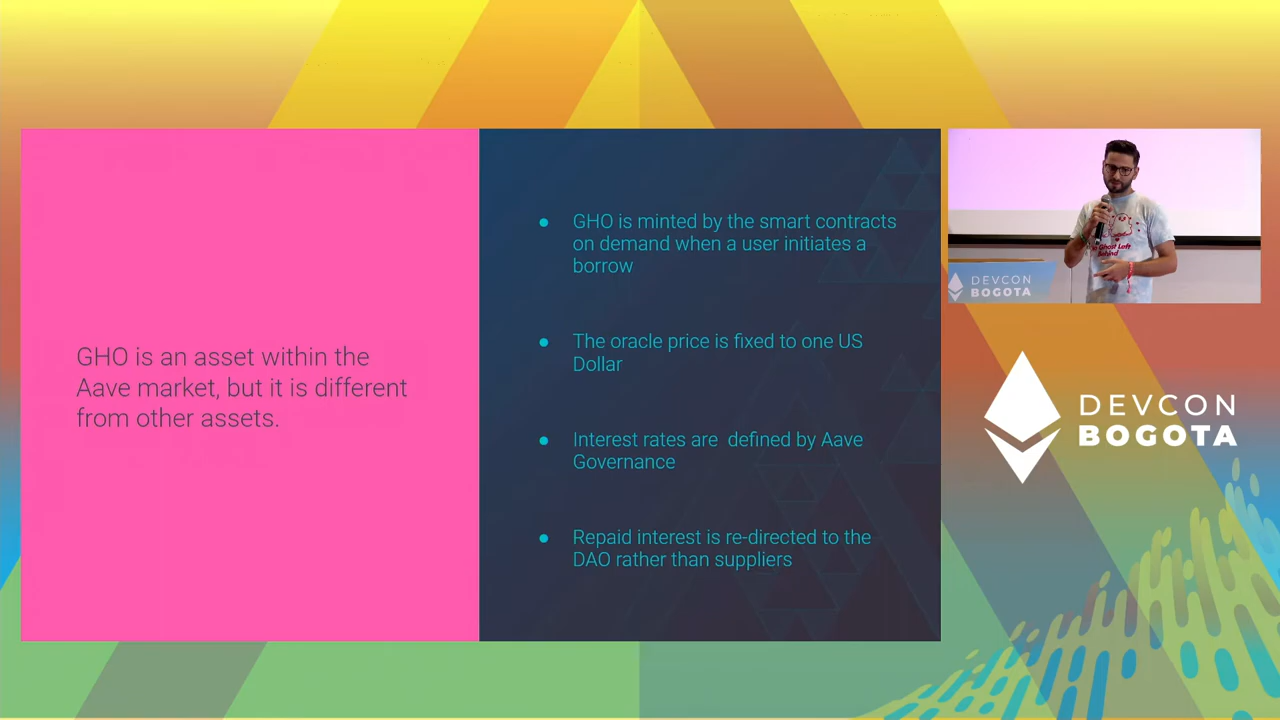 GHO is an asset within the
Aave market, but it is different
from other assets.
● GHO is minted by the smart contracts
on demand when a user initiates a
borrow
● The oracle price is fixed to one US
Dollar
● Interest rates are  defined by Aave
Governance
● Repaid interest is re-directed to the
DAO rather than suppliers
Ghost Left
Behind
DEVCON
BOGOTA
DEVCON
BOGOTA